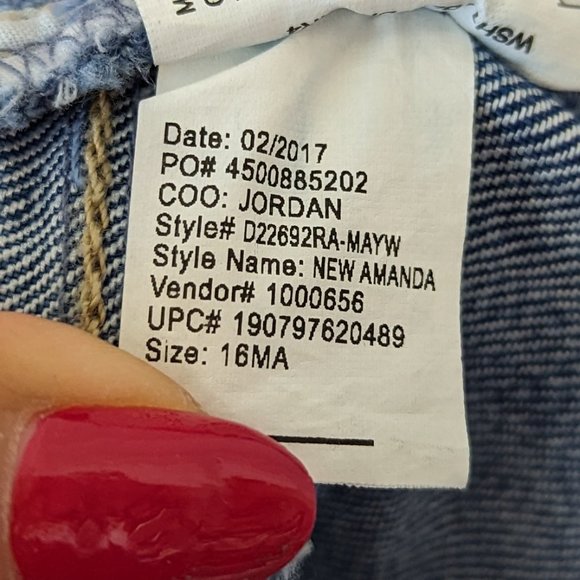 Date: 02/2017
PO# 4500885202
COO: JORDAN
Style# D22692RA-MAYW
Style Name: NEW AMANDA
Vendor# 1000656
UPC# 190797620489
Size: 16MA